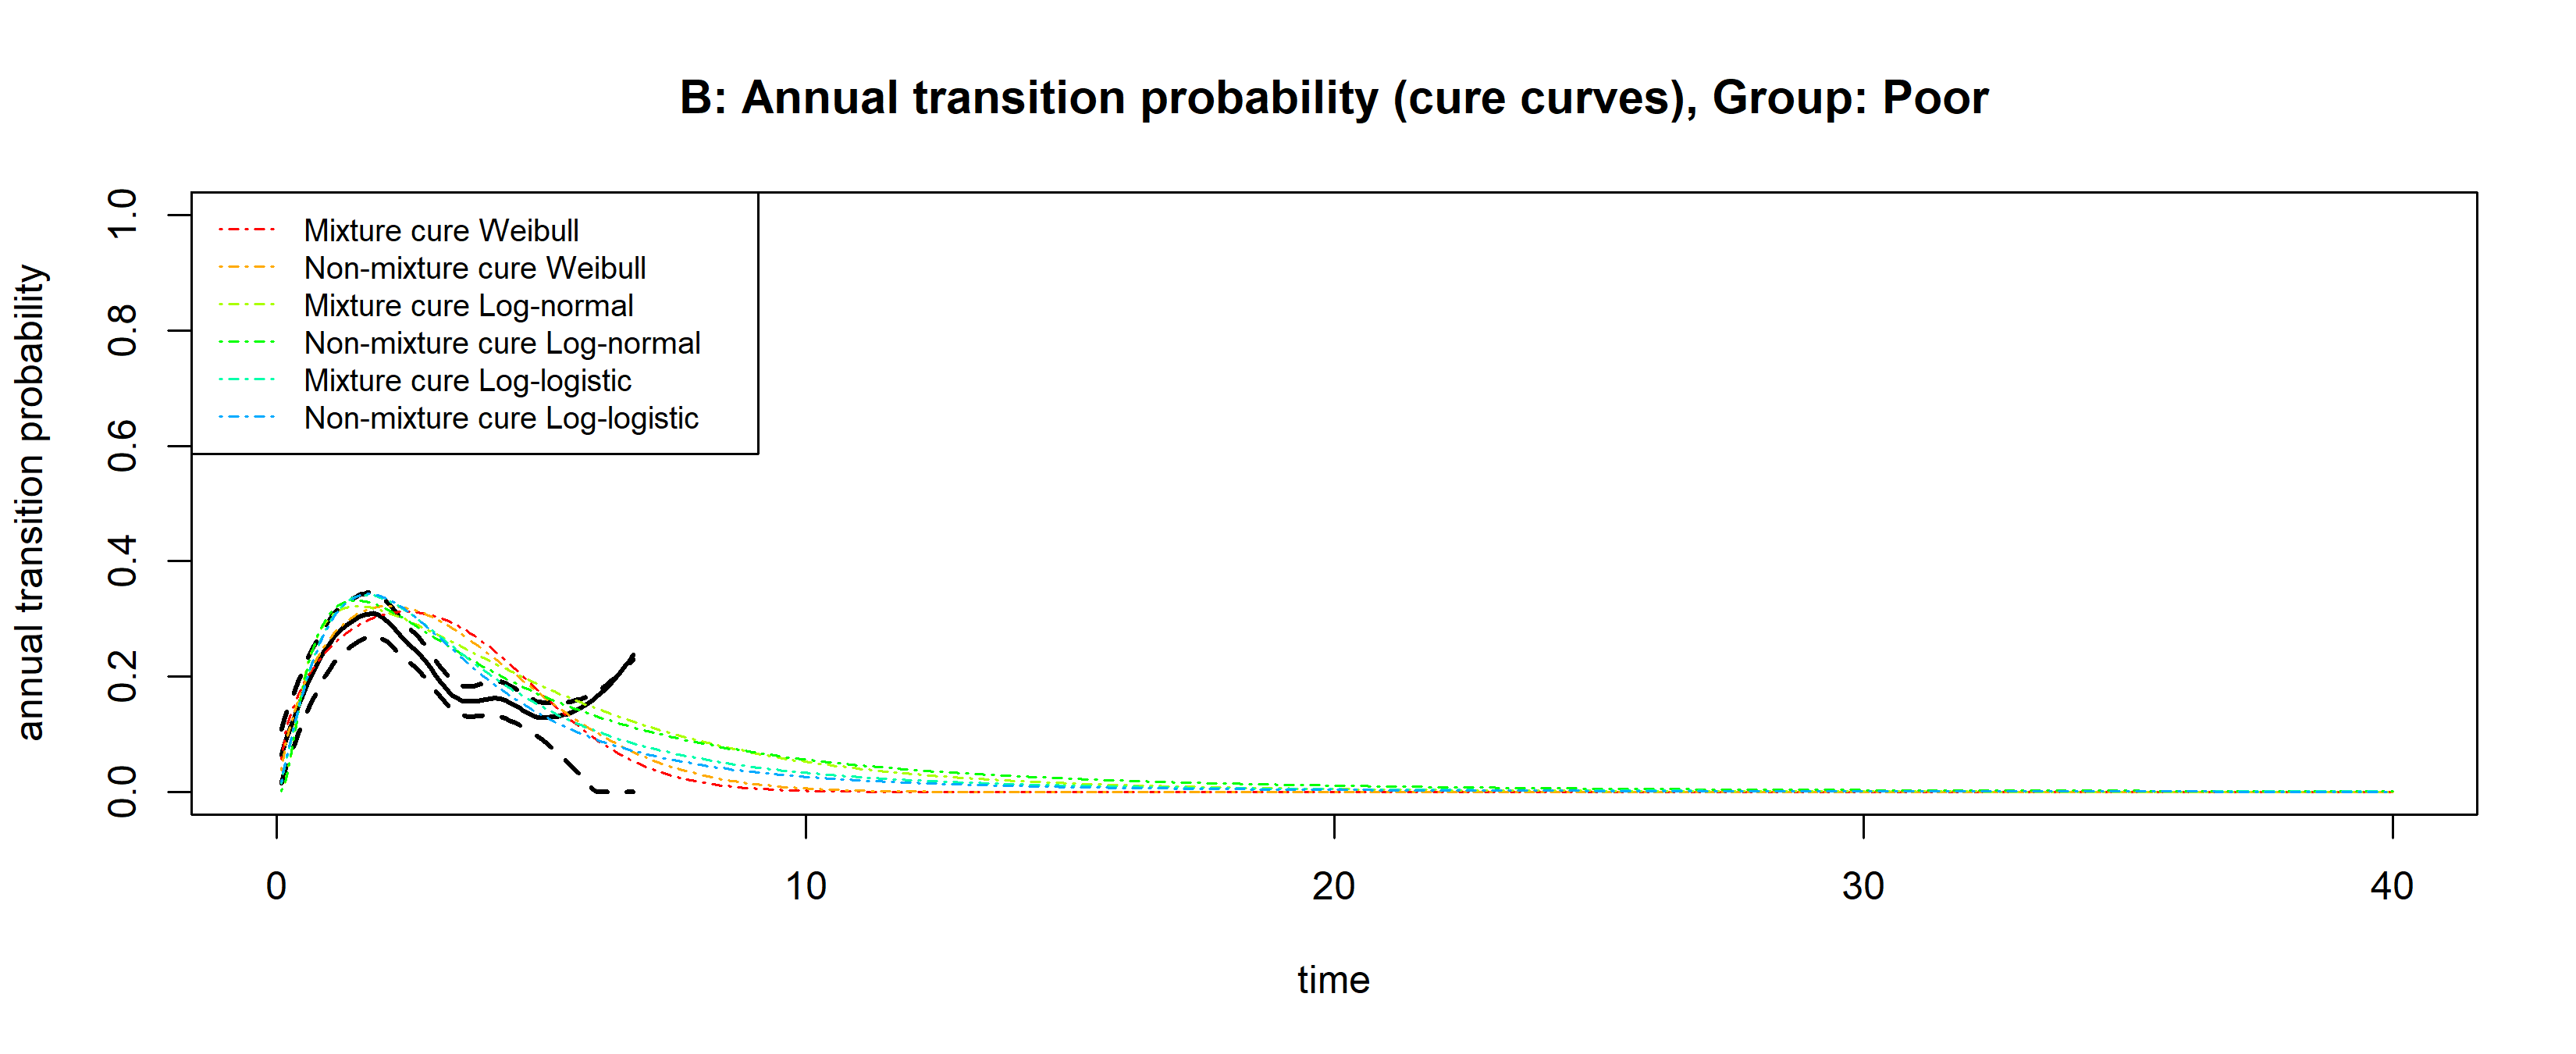 B: Annual transition probability (cure curves), Group: Poor
Mixture cure Weibull
Non-mixture cure Weibull
Mixture cure Log-normal
Non-mixture cure Log-normal
Mixture cure Log-logistic
Non-mixture cure Log-logistic
annual transition probability
1.0
0.8
0.6
0.4
0.2
0.0
0 10 20 30 40
time